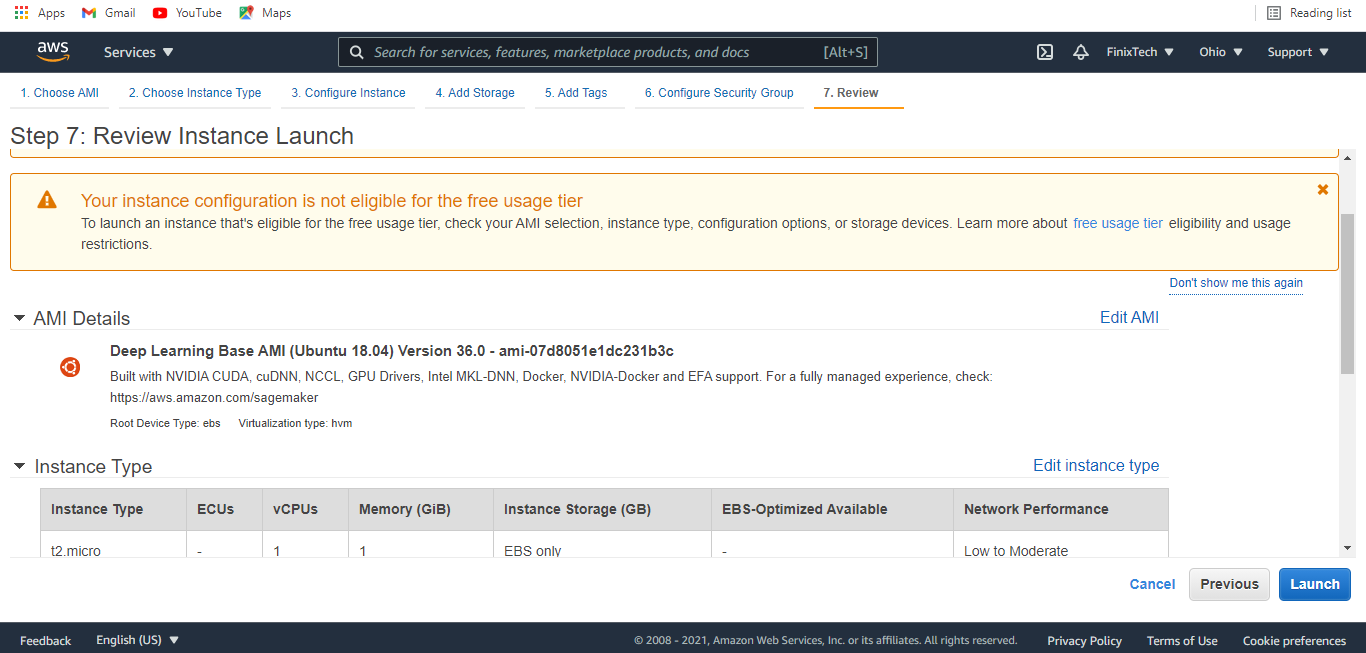 Apps Gmail YouTube Maps Reading list
aws Services Search for services, features, marketplace products, and docs [Alt+S] FinixTech Ohio Support
1. Choose AMI 2. Choose Instance Type 3. Configure Instance 4. Add Storage 5. Add Tags 6. Configure Security Group 7. Review
Step 7: Review Instance Launch
Your instance configuration is not eligible for the free usage tier
To launch an instance that's eligible for the free usage tier, check your AMI selection, instance type, configuration options, or storage devices. Learn more about free usage tier eligibility and usage
restrictions.
Don't show me this again
AMI Details Edit AMI
Deep Learning Base AMI (Ubuntu 18.04) Version 36.0 - ami-07d8051e1dc231b3c
Built with NVIDIA CUDA, cuDNN, NCCL, GPU Drivers, Intel MKL-DNN, Docker, NVIDIA-Docker and EFA support. For a fully managed experience, check:
https://aws.amazon.com/sagemaker
Root Device Type: ebs Virtualization type: hvm
Instance Type Edit instance type
Instance Type ECUs vCPUs Memory (GiB) Instance Storage (GB) EBS-Optimized Available Network Performance
t2.micro - 1 1 EBS only - Low to Moderate
Cancel Previous Launch
Feedback English (US) © 2008 - 2021, Amazon Web Services, Inc. or its affiliates. All rights reserved. Privacy Policy Terms of Use Cookie preferences